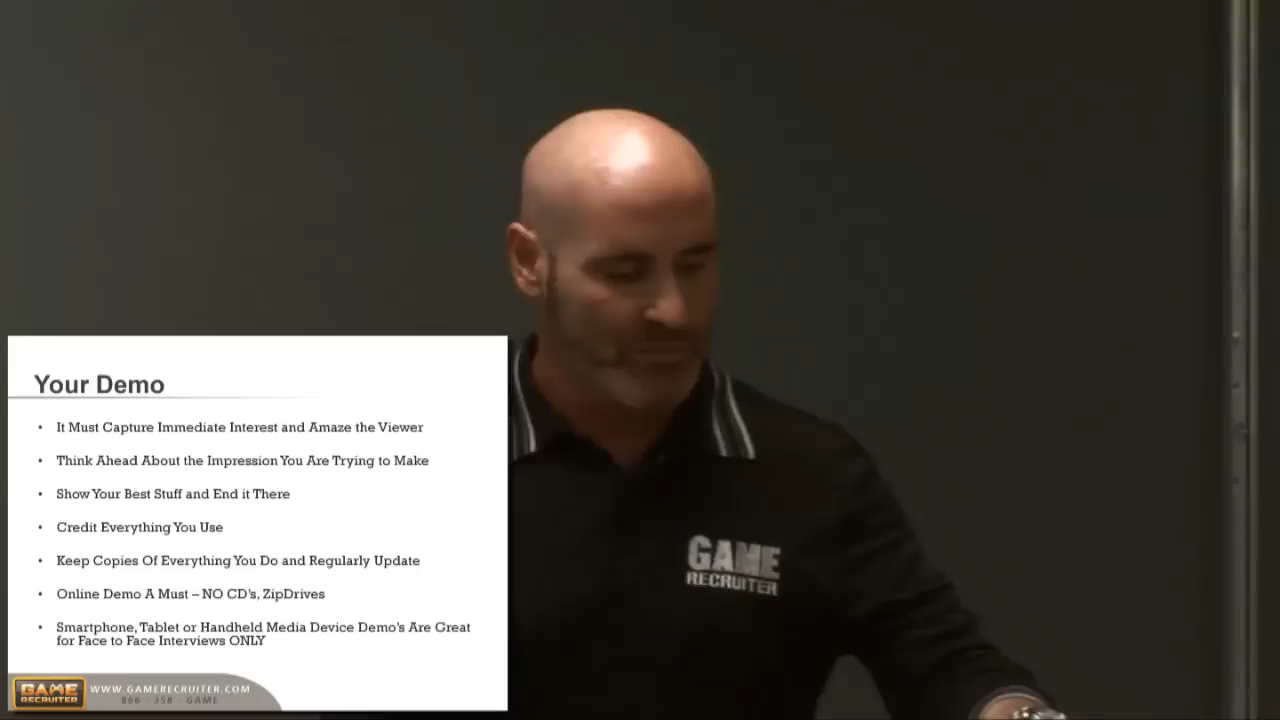 Your Demo
• It Must Capture Immediate Interest and Amaze the Viewer
• Think Ahead About the Impression You Are Trying to Make
• Show Your Best Stuff and End it There
• Credit Everything You Use
• Keep Copies Of Everything You Do and Regularly Update
• Online Demo A Must – NO CD's, ZipDrives
• Smartphone, Tablet or Handheld Media Device Demo's Are Great
for Face to Face Interviews ONLY
GAME
RECRUITER
WWW.GAMERECRUITER.COM
866 - 358 - GAME
GAME
RECRUITER